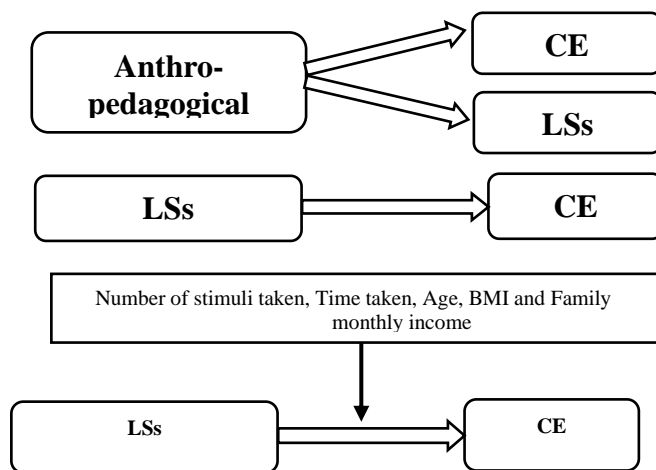 Anthro-
pedagogical
CE
LSs
LSs
CE
Number of stimuli taken, Time taken, Age, BMI and Family
monthly income
LSs
CE